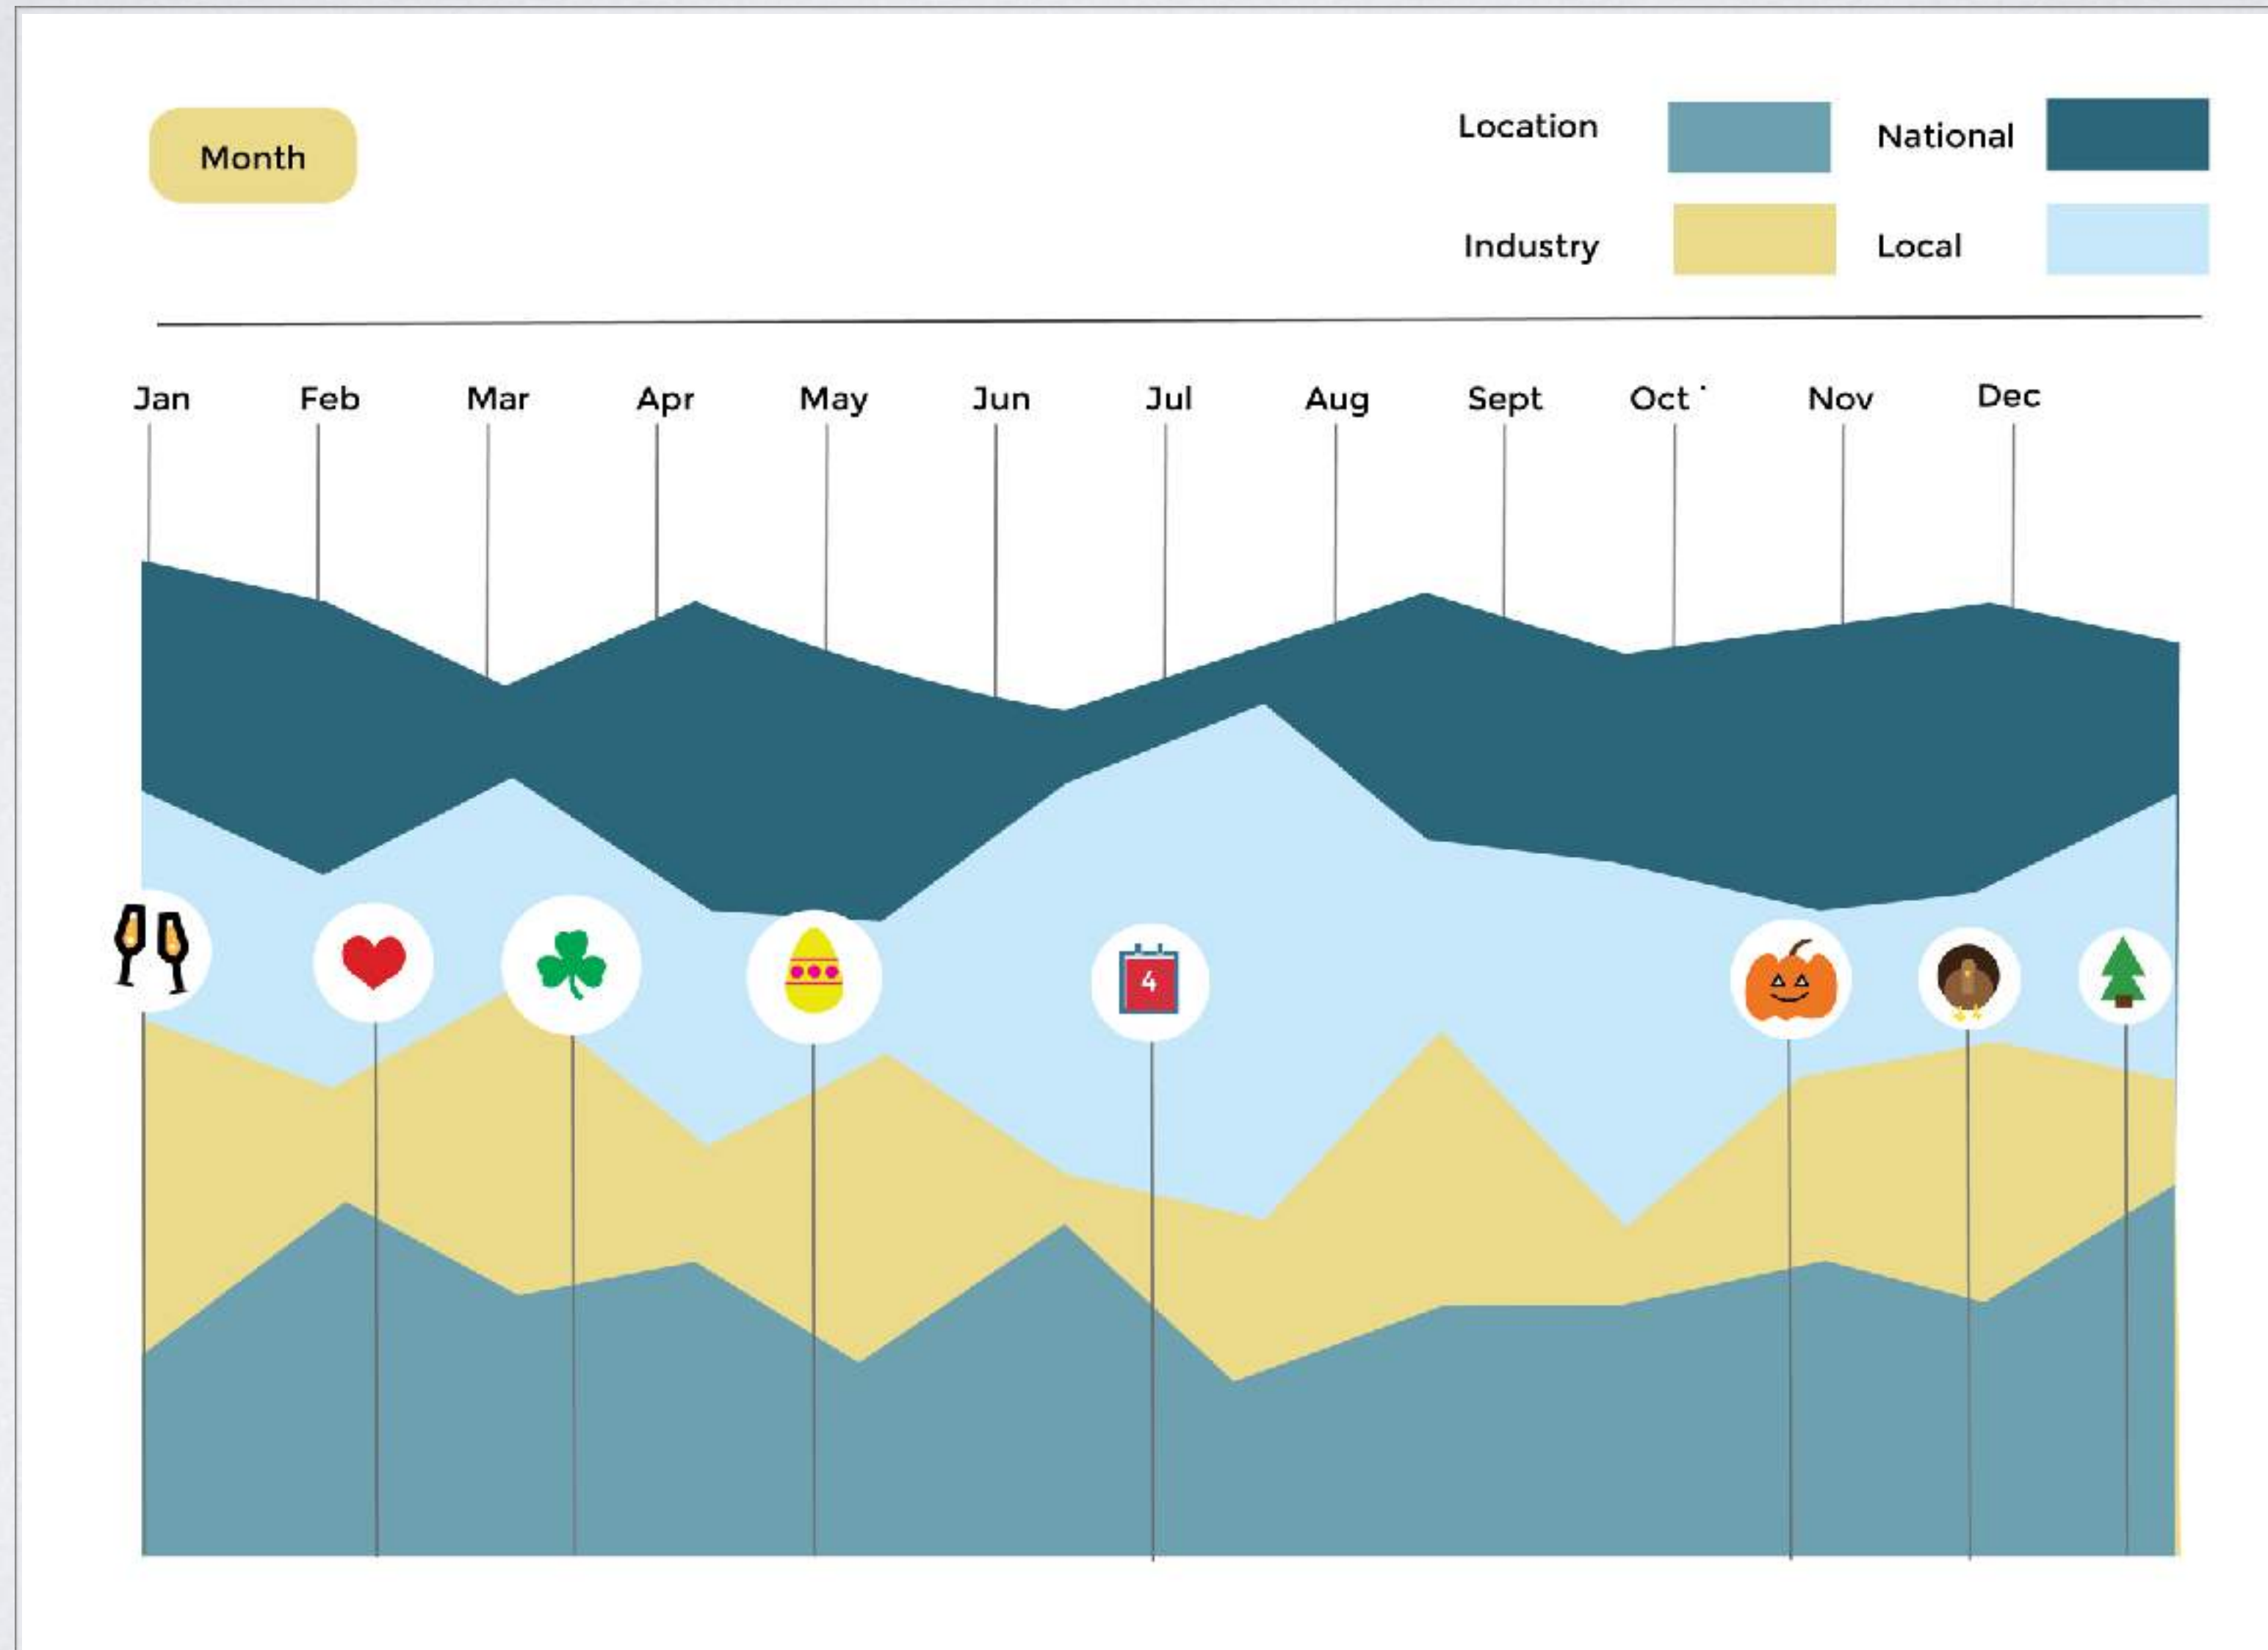 Month
Location
National
Industry
Local
Jan Feb Mar Apr May Jun Jul Aug Sept Oct Nov Dec
4